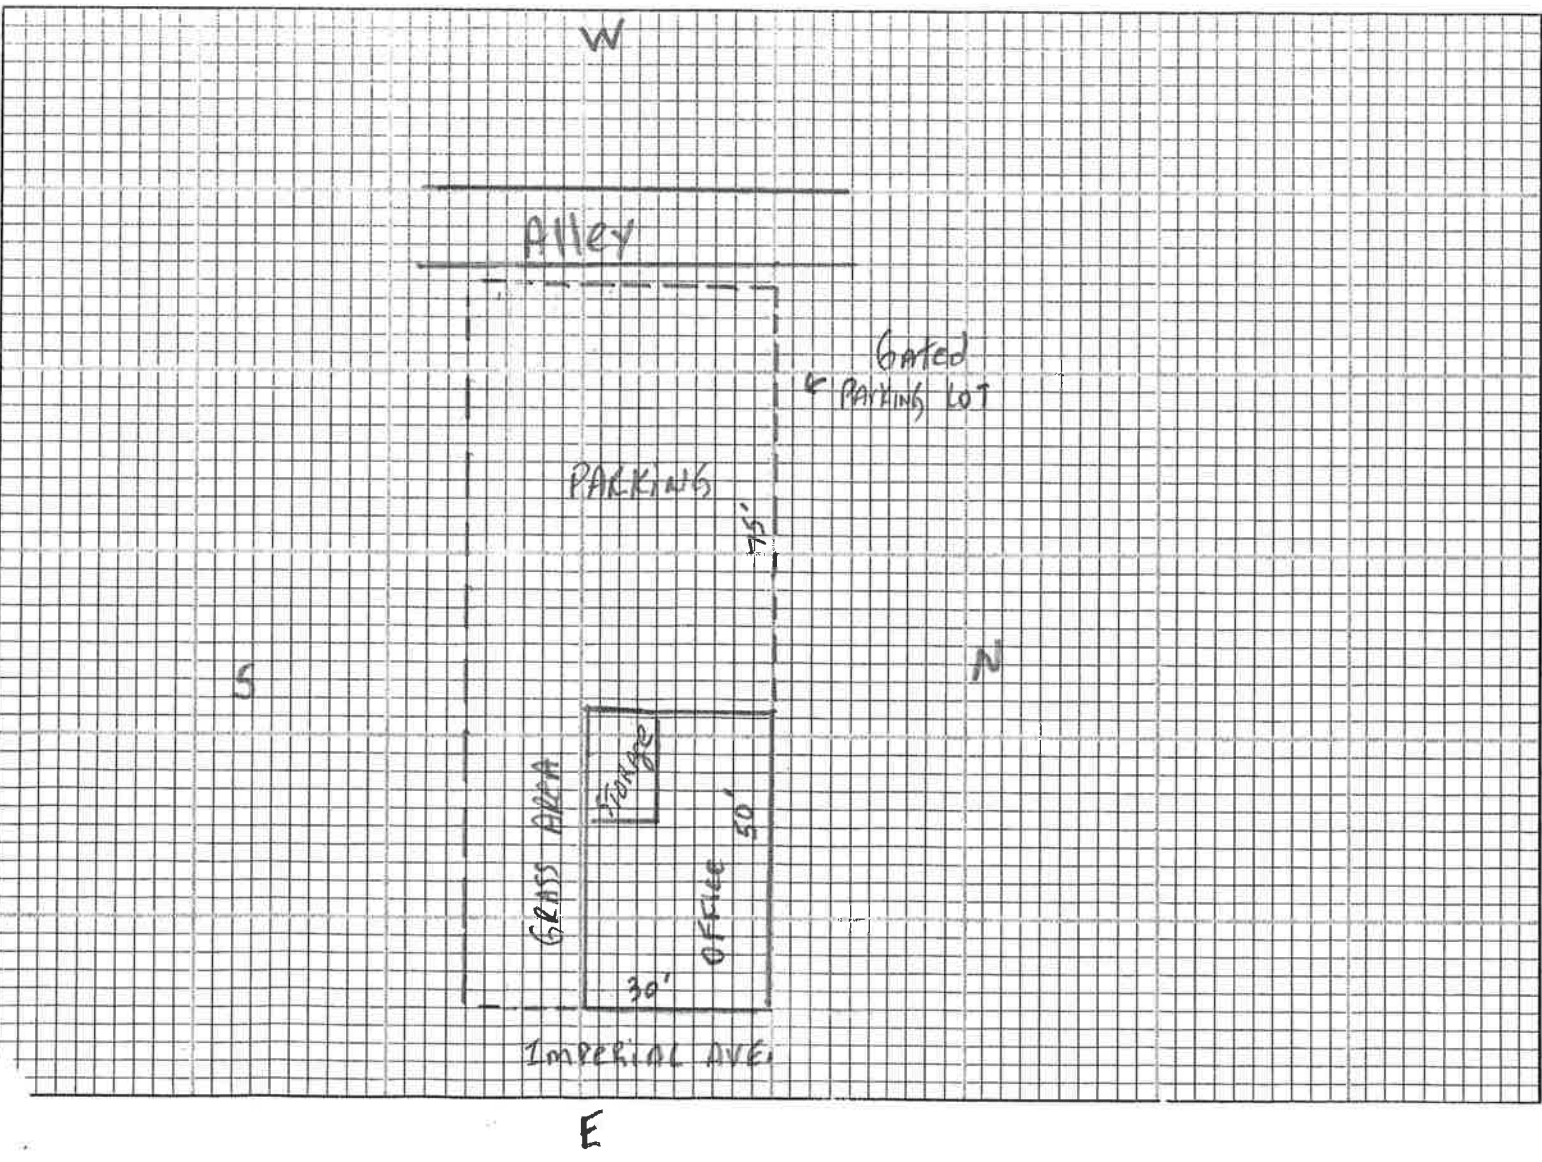 W
Alley
GATED
PARKING LOT
PARKING
75'
S
N
STORAGE
GRASS AREA
50'
OFFICE
30'
IMPERIAL AVE.
E